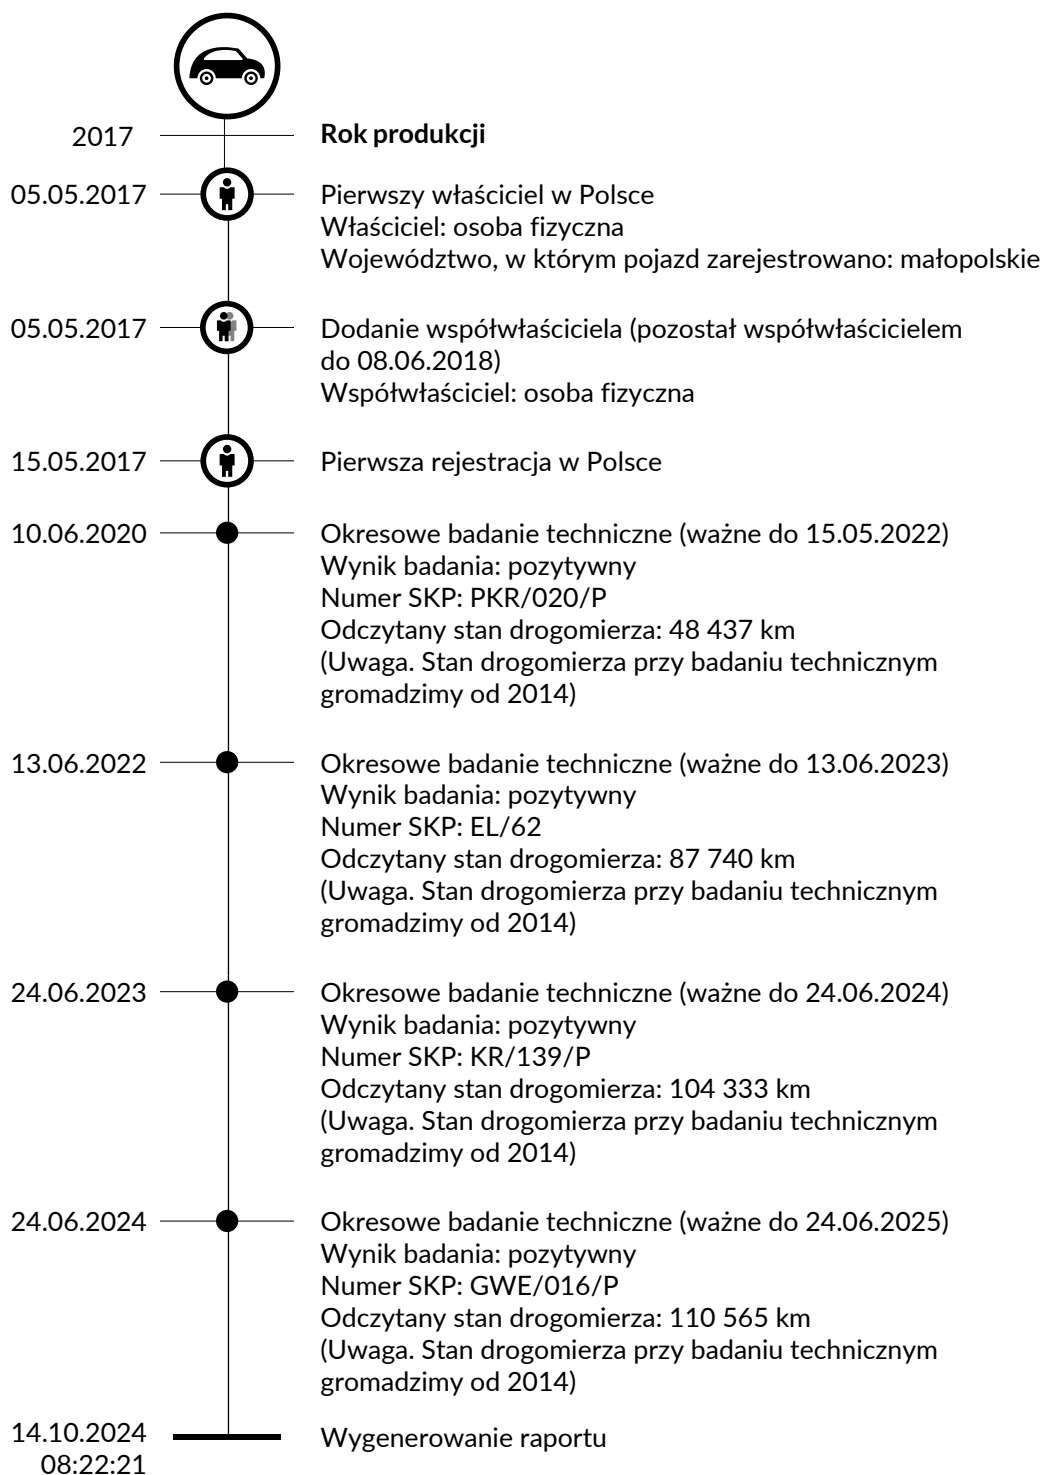 2017 Rok produkcji
05.05.2017 Pierwszy właściciel w Polsce
Właściciel: osoba fizyczna
Województwo, w którym pojazd zarejestrowano: małopolskie
05.05.2017 Dodanie współwłaściciela (pozostał współwłaścicielem
do 08.06.2018)
Współwłaściciel: osoba fizyczna
15.05.2017 Pierwsza rejestracja w Polsce
10.06.2020 Okresowe badanie techniczne (ważne do 15.05.2022)
Wynik badania: pozytywny
Numer SKP: PKR/020/P
Odczytany stan drogomierza: 48 437 km
(Uwaga. Stan drogomierza przy badaniu technicznym
gromadzimy od 2014)
13.06.2022 Okresowe badanie techniczne (ważne do 13.06.2023)
Wynik badania: pozytywny
Numer SKP: EL/62
Odczytany stan drogomierza: 87 740 km
(Uwaga. Stan drogomierza przy badaniu technicznym
gromadzimy od 2014)
24.06.2023 Okresowe badanie techniczne (ważne do 24.06.2024)
Wynik badania: pozytywny
Numer SKP: KR/139/P
Odczytany stan drogomierza: 104 333 km
(Uwaga. Stan drogomierza przy badaniu technicznym
gromadzimy od 2014)
24.06.2024 Okresowe badanie techniczne (ważne do 24.06.2025)
Wynik badania: pozytywny
Numer SKP: GWE/016/P
Odczytany stan drogomierza: 110 565 km
(Uwaga. Stan drogomierza przy badaniu technicznym
gromadzimy od 2014)
14.10.2024 Wygenerowanie raportu
08:22:21